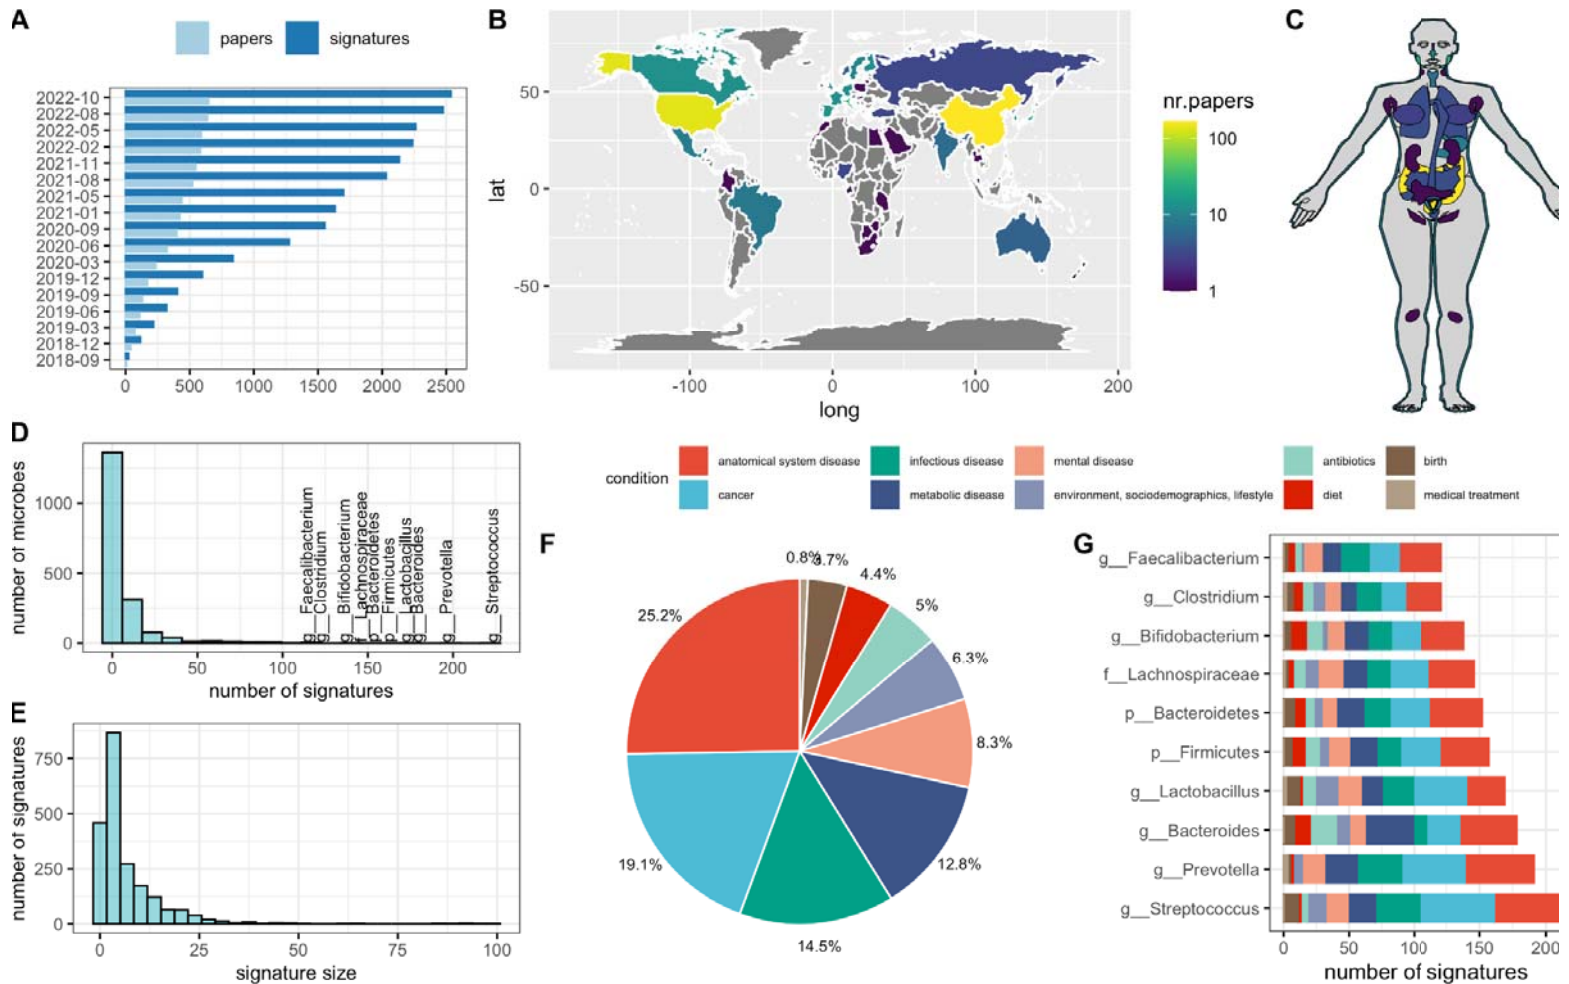 A
papers
signatures
2022-10
2022-08
2022-05
2022-02
2021-11
2021-08
2021-05
2021-01
2020-09
2020-06
2020-03
2019-12
2019-09
2019-06
2019-03
2018-12
2018-09
0 500 1000 1500 2000 2500
B
lat
50
0
-50
-100 0 100 200
long
nr.papers
100
10
1
C
D
number of microbes
1000
500
0
g__Faecalibacterium
g__Clostridium
g__Bifidobacterium
f__Lachnospiraceae
p__Bacteroidetes
p__Firmicutes
g__Lactobacillus
g__Bacteroides
g__Prevotella
g__Streptococcus
0 50 100 150 200
number of signatures
E
number of signatures
750
500
250
0
0 25 50 75 100
signature size
condition
anatomical system disease
infectious disease
mental disease
antibiotics
birth
cancer
metabolic disease
environment, sociodemographics, lifestyle
diet
medical treatment
F
0.8%
3.7%
4.4%
5%
6.3%
8.3%
12.8%
14.5%
19.1%
25.2%
G
g__Faecalibacterium
g__Clostridium
g__Bifidobacterium
f__Lachnospiraceae
p__Bacteroidetes
p__Firmicutes
g__Lactobacillus
g__Bacteroides
g__Prevotella
g__Streptococcus
0 50 100 150 200
number of signatures